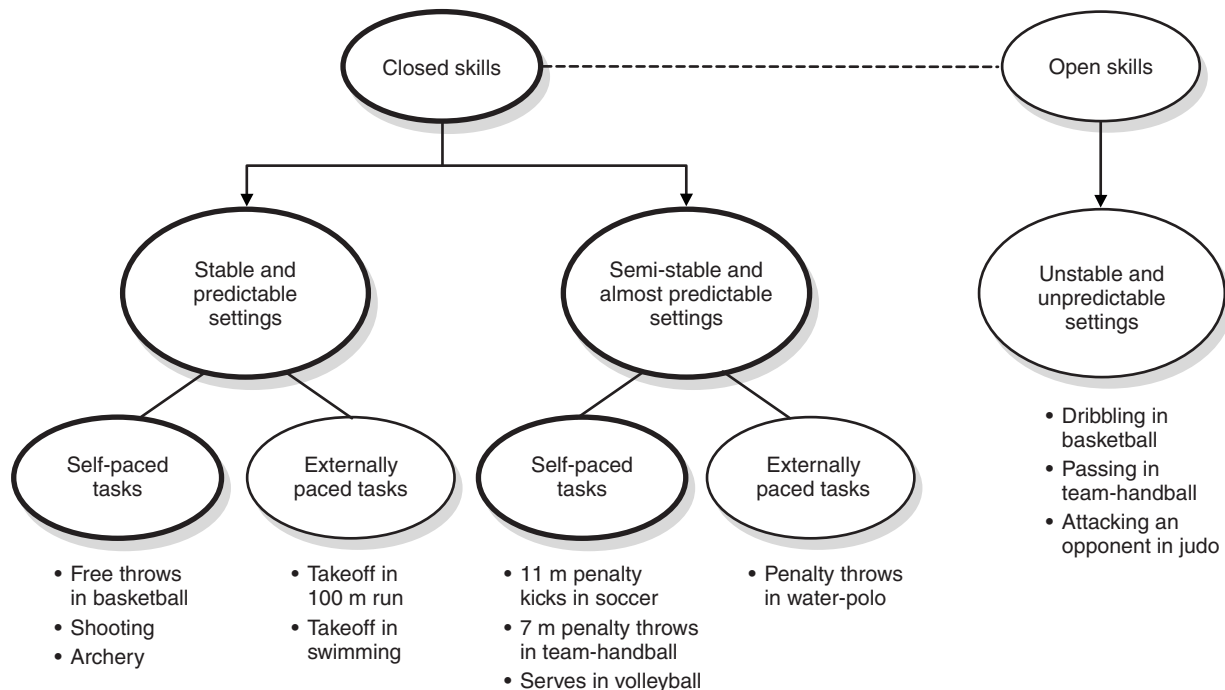 Closed skills
Open skills
Stable and
predictable
settings
Semi-stable and
almost predictable
settings
Unstable and
unpredictable
settings
Self-paced
tasks
Externally
paced tasks
Self-paced
tasks
Externally
paced tasks
• Free throws
in basketball
• Shooting
• Archery
• Takeoff in
100 m run
• Takeoff in
swimming
• 11 m penalty
kicks in soccer
• 7 m penalty throws
in team-handball
• Serves in volleyball
• Penalty throws
in water-polo
• Dribbling in
basketball
• Passing in
team-handball
• Attacking an
opponent in judo